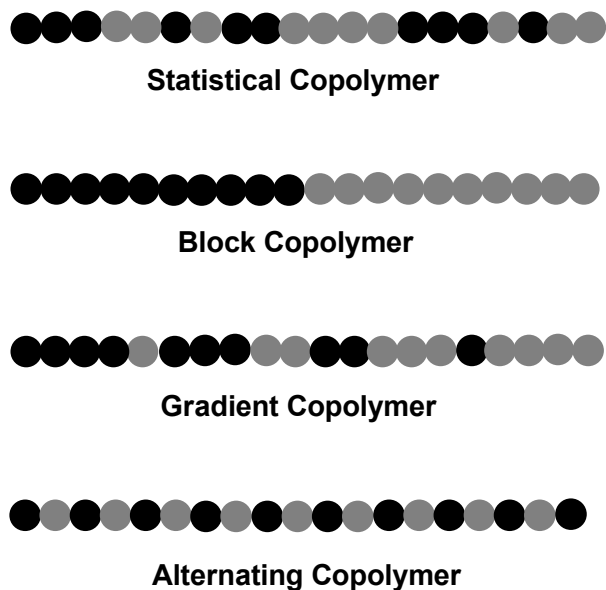 Statistical Copolymer
Block Copolymer
Gradient Copolymer
Alternating Copolymer